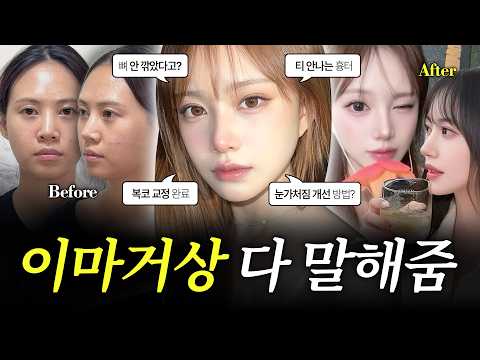 뼈 안 깎았다고?
티 안나는 흉터
After
Before
복코 교정 완료
눈가처짐 개선 방법?
이마거상 다 말해줌